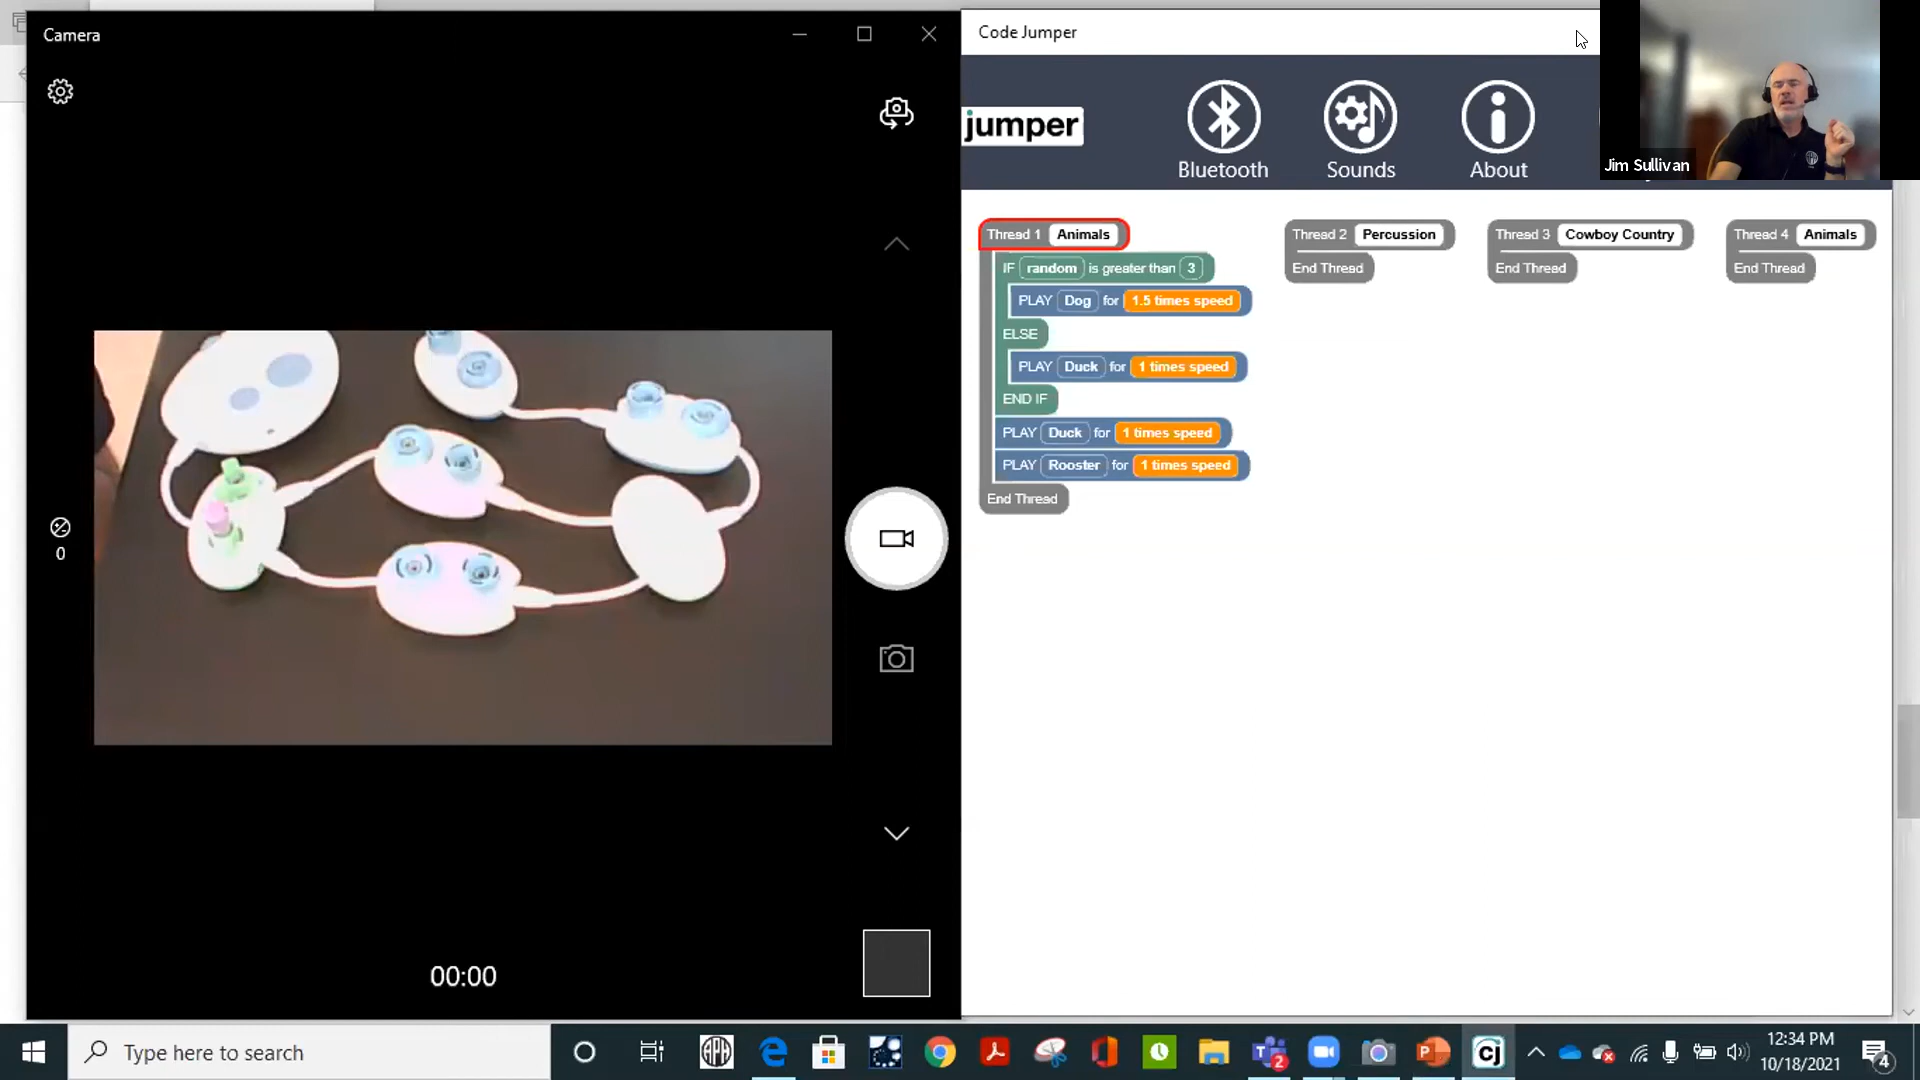 Camera
Code Jumper
jumper
Bluetooth
Sounds
About
Jim Sullivan
Thread 1 Animals
IF random is greater than 3
PLAY Dog for 1.5 times speed
ELSE
PLAY Duck for 1 times speed
END IF
PLAY Duck for 1 times speed
PLAY Rooster for 1 times speed
End Thread
Thread 2 Percussion
End Thread
Thread 3 Cowboy Country
End Thread
Thread 4 Animals
End Thread
0
00:00
Type here to search
APH
2
CJ
12:34 PM
10/18/2021
4